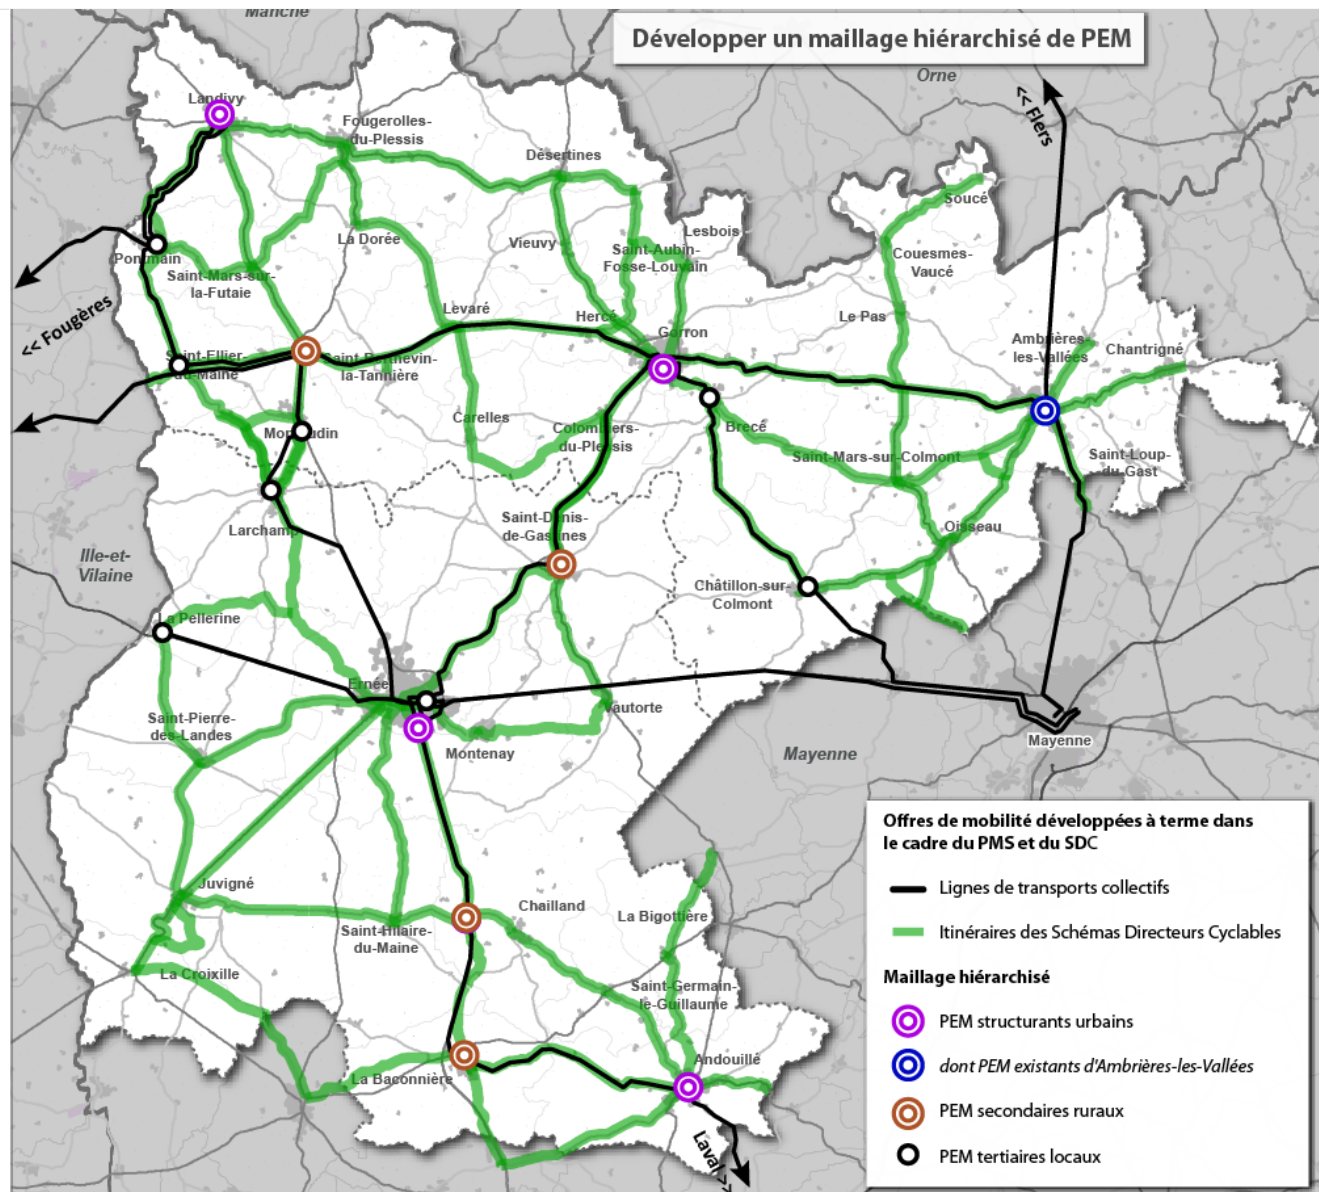 Manche
Développer un maillage hiérarchisé de PEM
Orne
<< Flers
Landivy
Fougerolles-
du-Plessis
Désertines
Soucé
Lesbois
Vieuvy
La Dorée
Saint-Aubin-
Fosse-Louvain
Couesmes-
Vaucé
Pontmain
Saint-Mars-sur-
la-Futaie
<< Fougères
Levaré
Hercé
Gorron
Le Pas
Ambrières-
les-Vallées
Chantrigné
Saint-Ellier-
du-Maine
Saint-Berthevin-
la-Tannière
Carelles
Colombiers-
du-Plessis
Brecé
Montaudin
Saint-Mars-sur-Colmont
Saint-Loup-
du-Gast
Larchamp
Saint-Denis-
de-Gastines
Oisseau
Ille-et-
Vilaine
Châtillon-sur-
Colmont
La Pellerine
Ernée
Vautorte
Saint-Pierre-
des-Landes
Montenay
Mayenne
Mayenne
Juvigné
Chailland
La Bigottière
Saint-Hilaire-
du-Maine
La Croixille
Saint-Germain-
le-Guillaume
Andouillé
La Baconnière
Laval >>
Offres de mobilité développées à terme dans
le cadre du PMS et du SDC
Lignes de transports collectifs
Itinéraires des Schémas Directeurs Cyclables
Maillage hiérarchisé
PEM structurants urbains
dont PEM existants d'Ambrières-les-Vallées
PEM secondaires ruraux
PEM tertiaires locaux